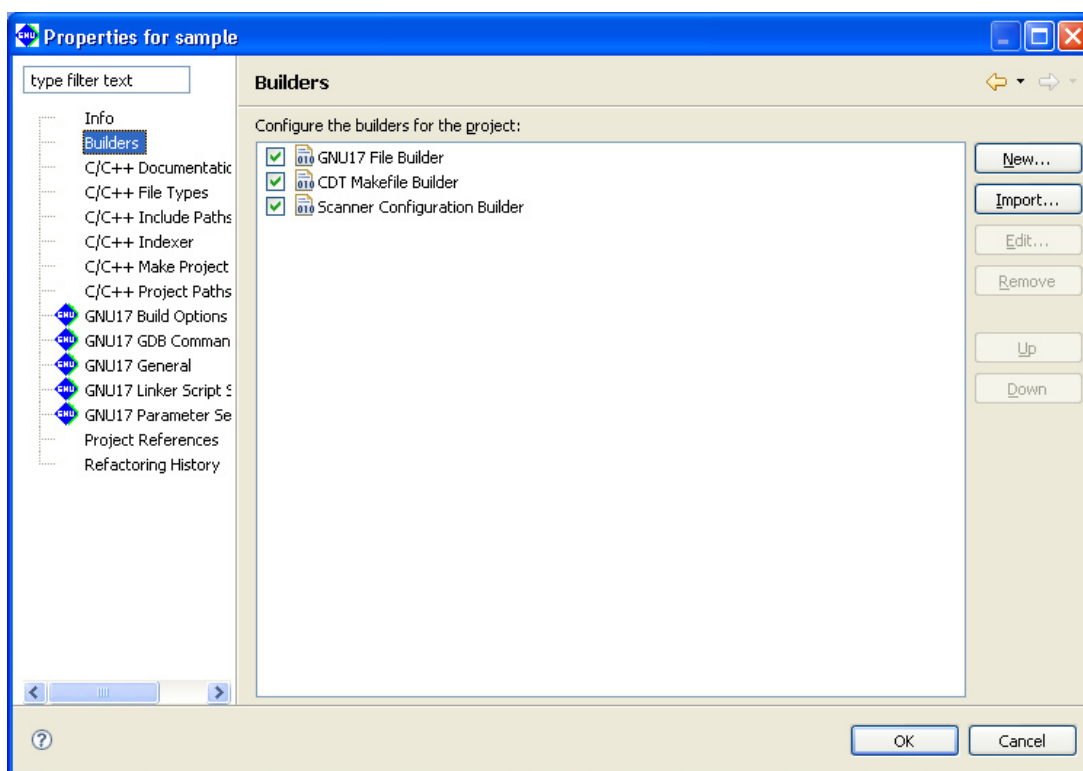 Properties for sample
type filter text
Info
Builders
C/C++ Documentatic
C/C++ File Types
C/C++ Include Paths
C/C++ Indexer
C/C++ Make Project
C/C++ Project Paths
GNU17 Build Options
GNU17 GDB Comman
GNU17 General
GNU17 Linker Script S
GNU17 Parameter Se
Project References
Refactoring History
Builders
Configure the builders for the project:
GNU17 File Builder
CDT Makefile Builder
Scanner Configuration Builder
New...
Import...
Edit...
Remove
Up
Down
OK
Cancel